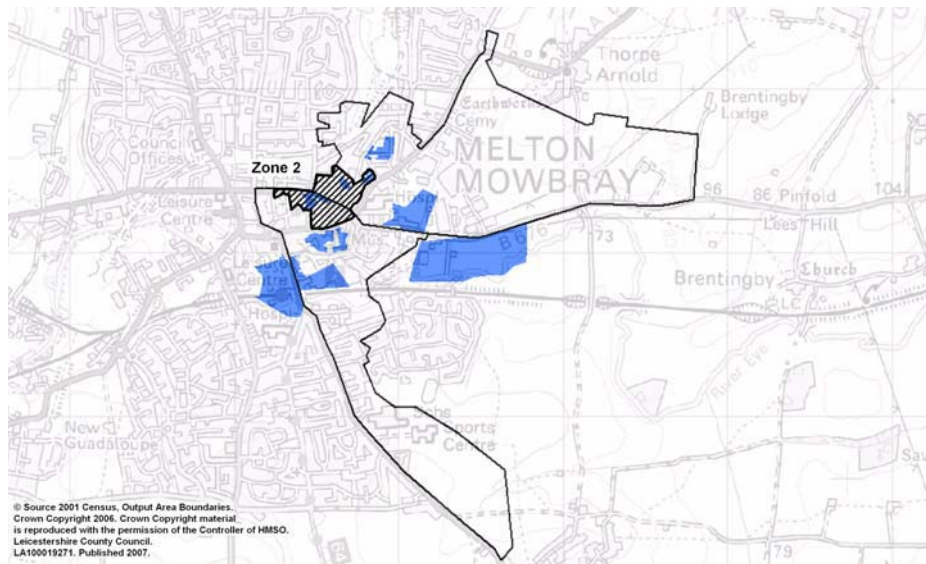 Thorpe
Arnold
Earthwork
Cemy
Brentingby
Lodge
Council
Offices
MELTON
MOWBRAY
Zone 2
96
86 Pinfold
104
Leisure
Centre
Lees Hill
73
Brentingby
Church
LC
Centre
River Eye
New
Guadaloupe
Sports
Centre
79
© Source 2001 Census, Output Area Boundaries.
Crown Copyright 2006. Crown Copyright material
is reproduced with the permission of the Controller of HMSO.
Leicestershire County Council.
LA100019271. Published 2007.